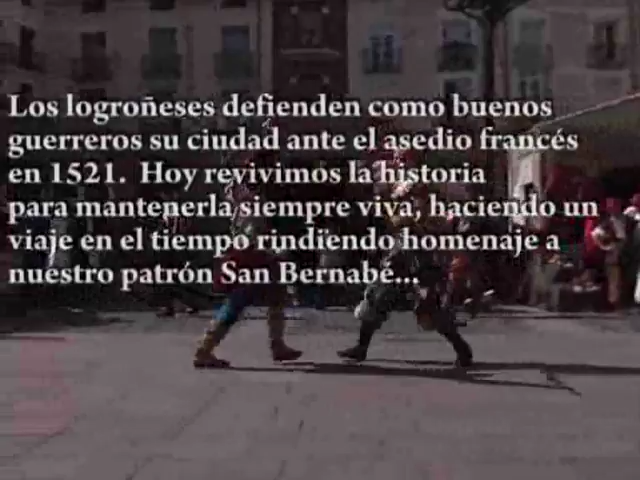 Los logroñeses defienden como buenos
guerreros su ciudad ante el asedio francés
en 1521. Hoy revivimos la historia
para mantenerla siempre viva, haciendo un
viaje en el tiempo rindiendo homenaje a
nuestro patrón San Bernabé...